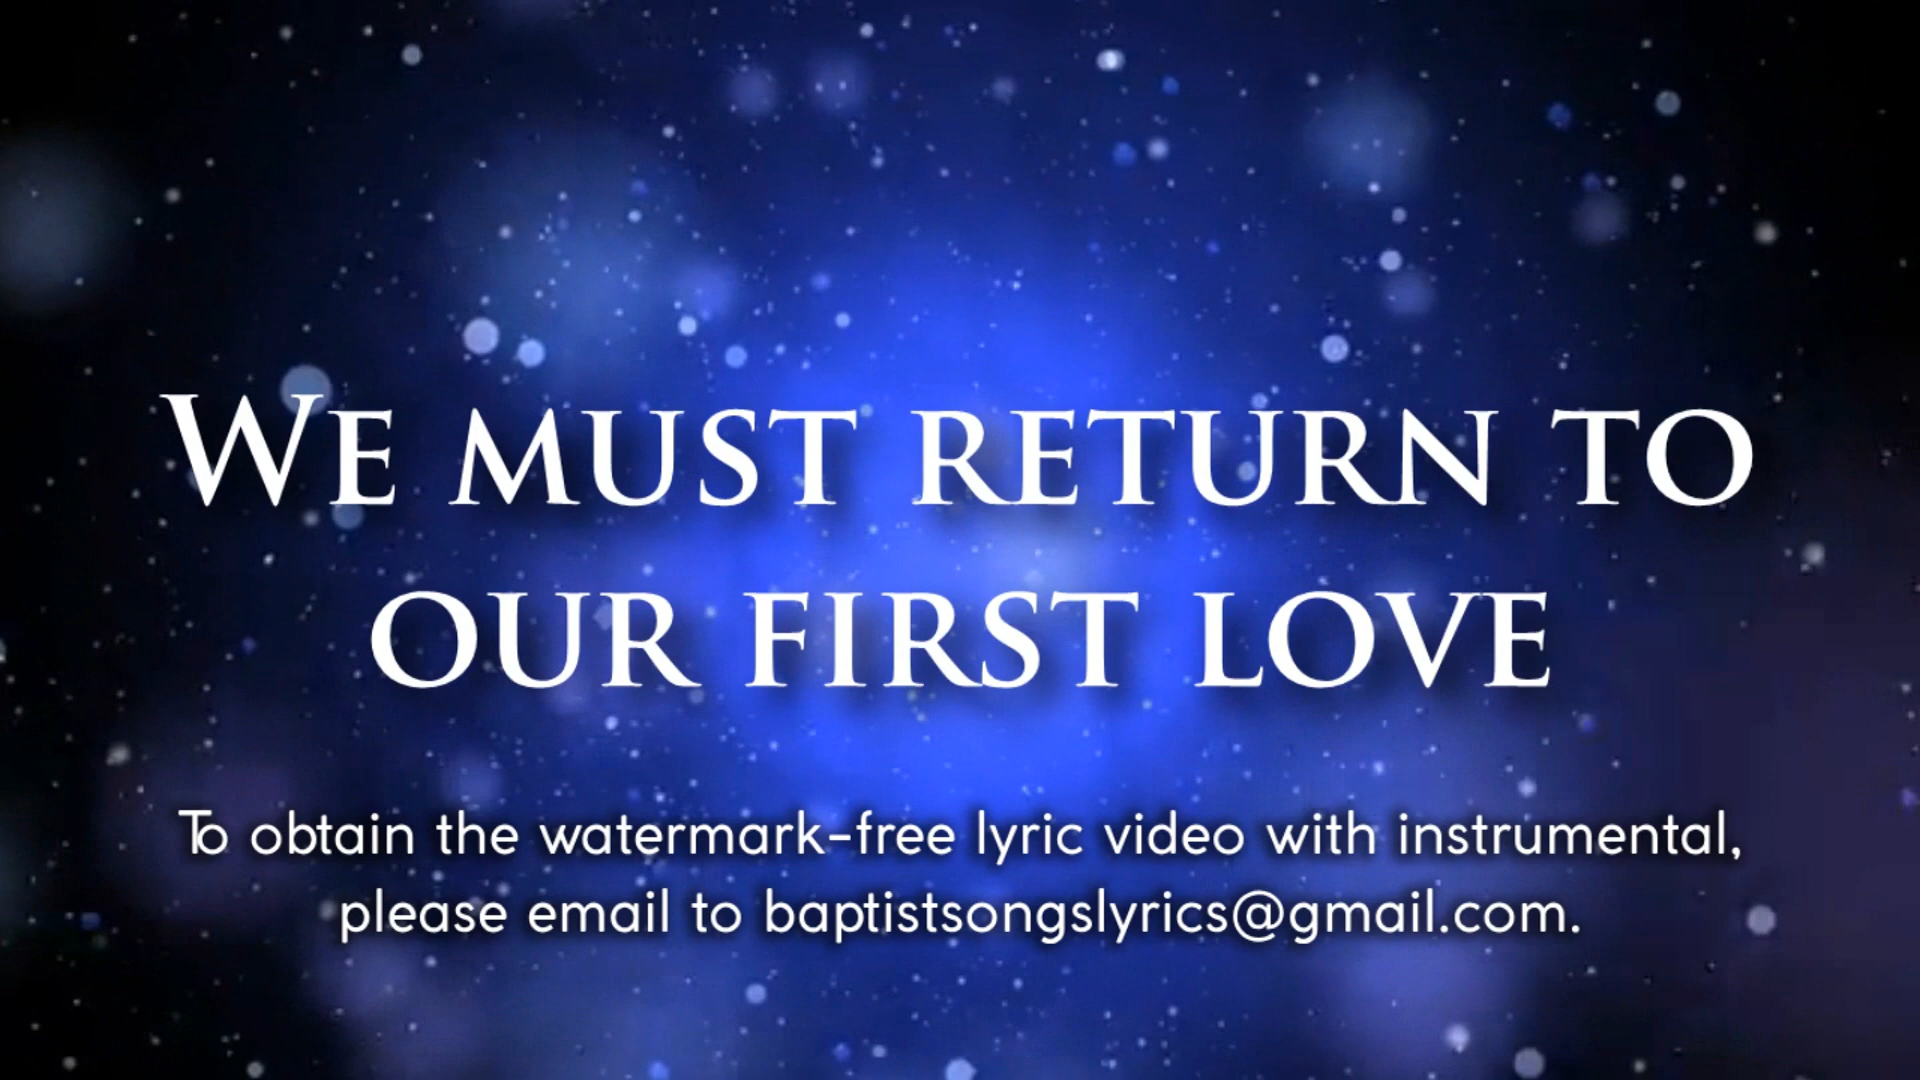 We must return to
our first love
To obtain the watermark-free lyric video with instrumental,
please email to baptistsongslyrics@gmail.com.